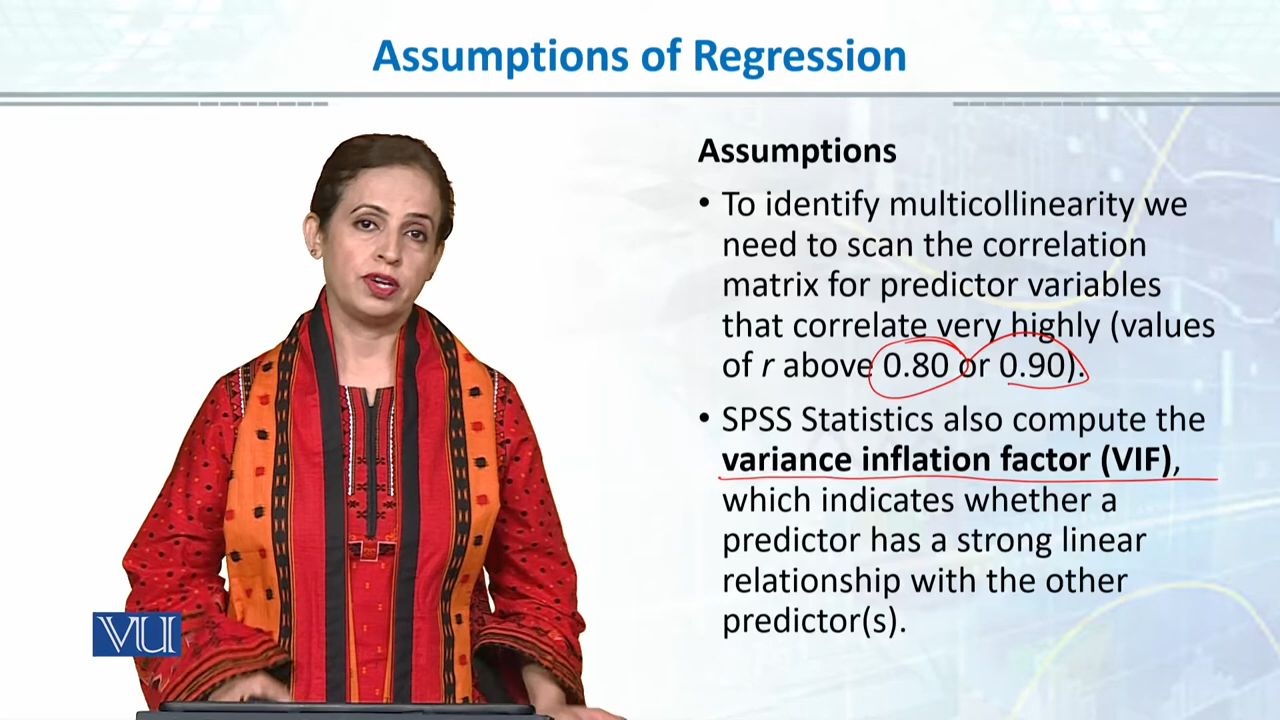 Assumptions of Regression
Assumptions
• To identify multicollinearity we
need to scan the correlation
matrix for predictor variables
that correlate very highly (values
of r above 0.80 or 0.90).
• SPSS Statistics also compute the
variance inflation factor (VIF),
which indicates whether a
predictor has a strong linear
relationship with the other
predictor(s).
VU